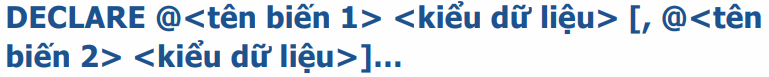 DECLARE @<tên biến 1> <kiểu dữ liệu> [, @<tên
biến 2> <kiểu dữ liệu>]...